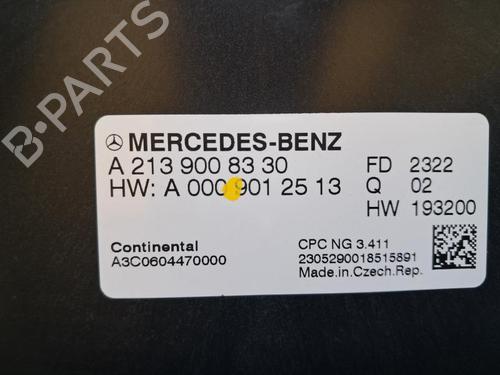 MERCEDES-BENZ
A 213 900 83 30
HW: A 000 901 25 13
FD 2322
Q 02
HW 193200
Continental
A3C0604470000
CPC NG 3.411
2305290018515891
Made.in.Czech.Rep.
B-PARTS